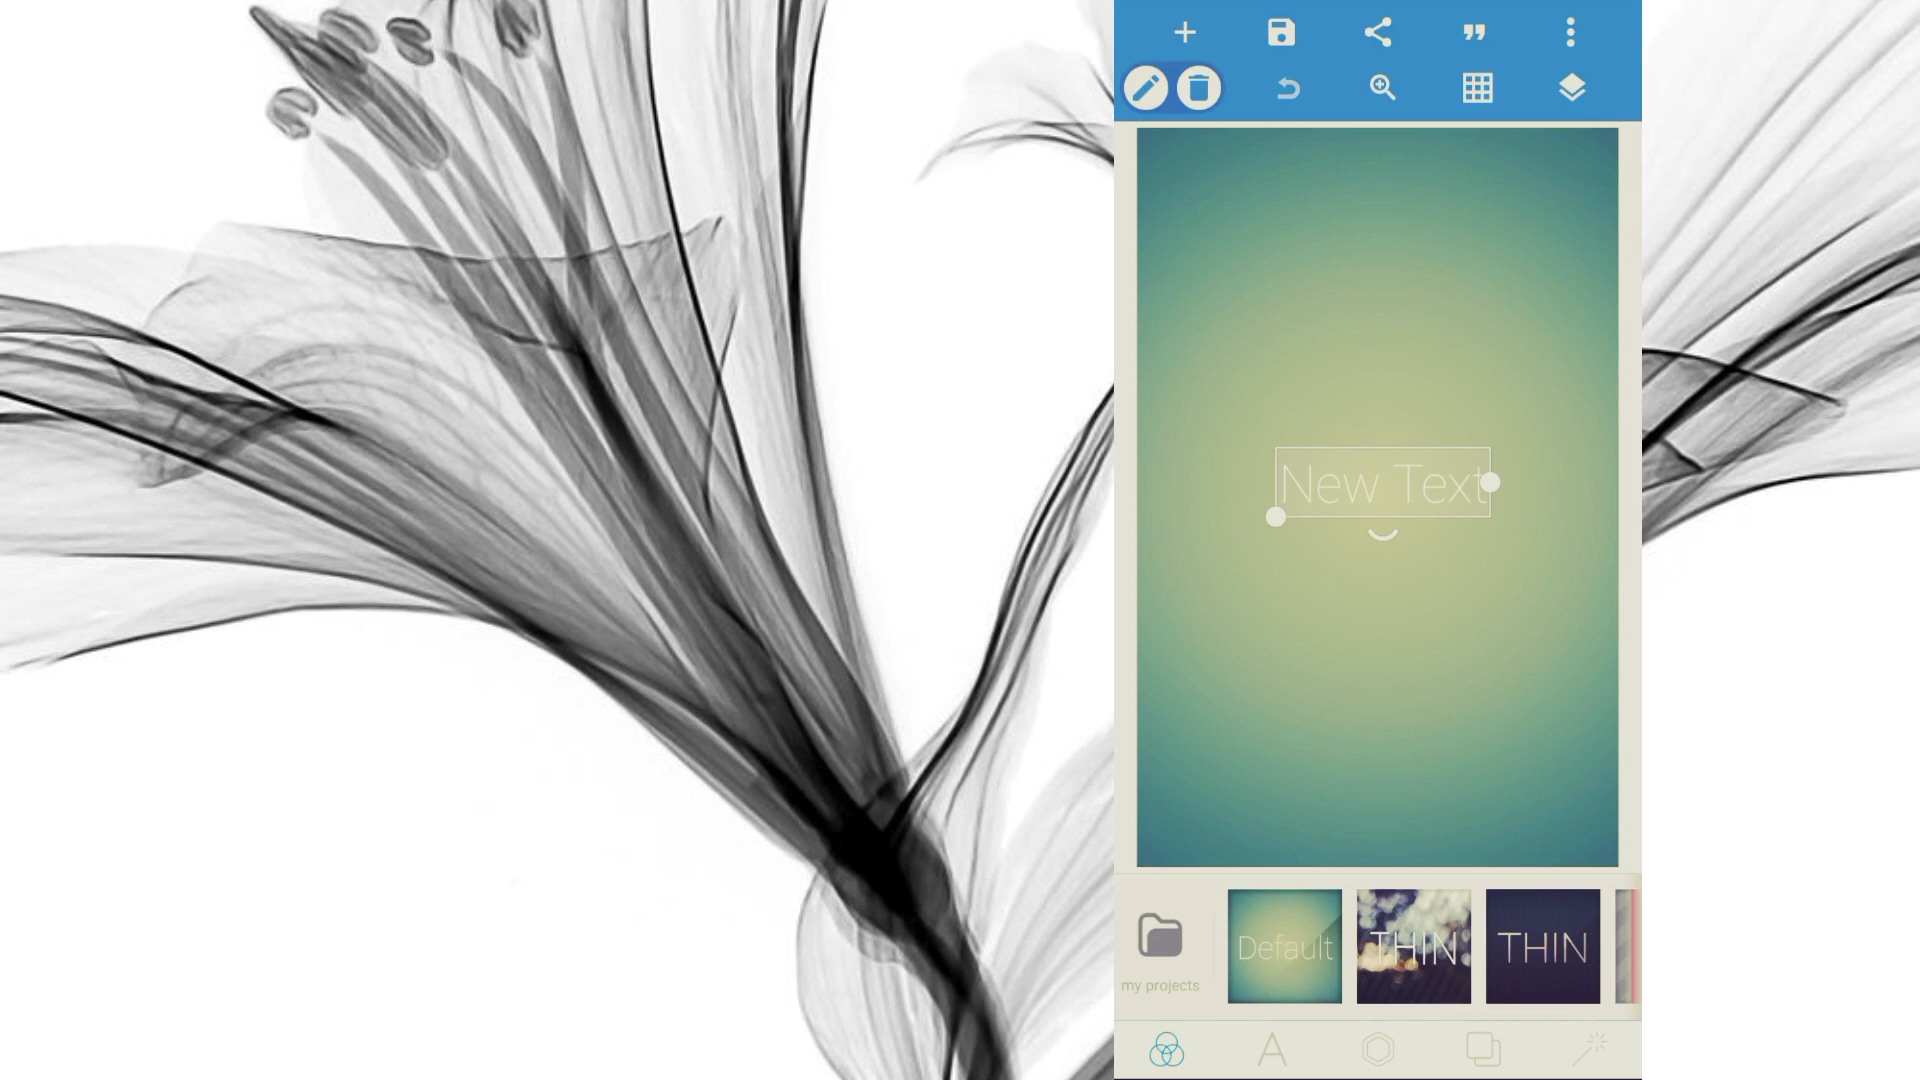 New Text
my projects
Default
THIN
THIN
A